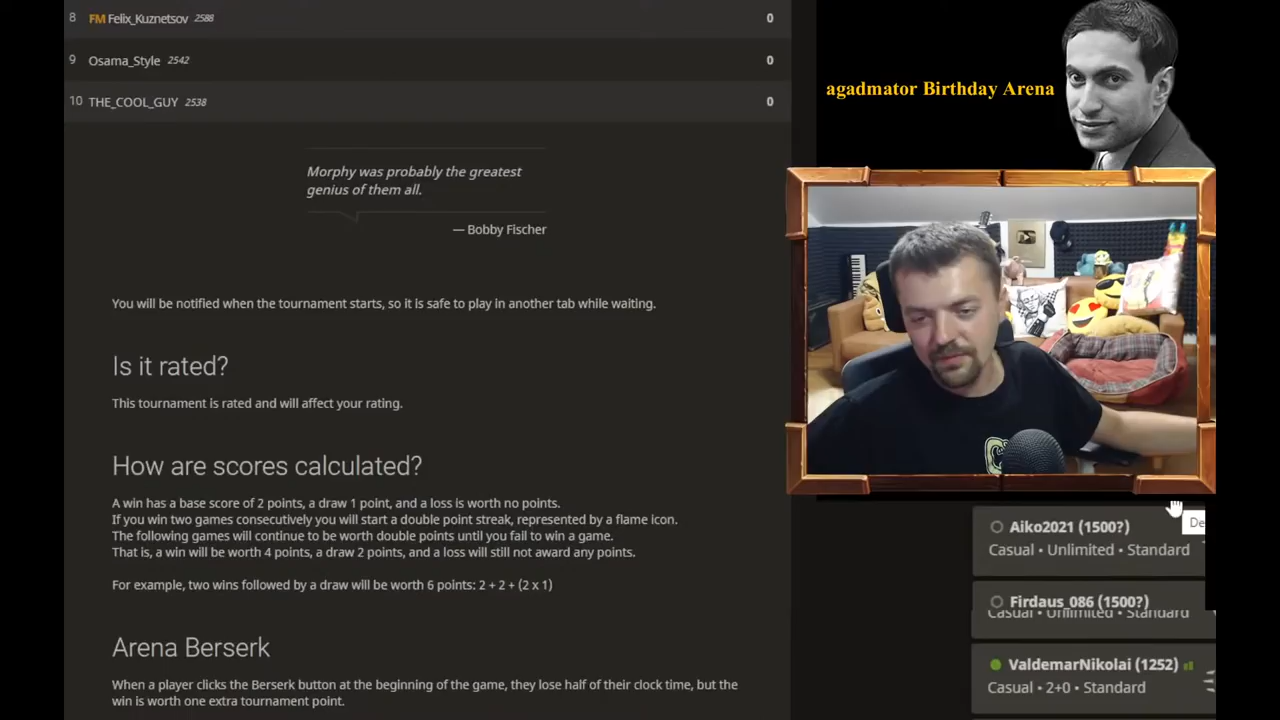 8 FM Felix_Kuznetsov 2588 0
9 Osama_Style 2542 0
10 THE_COOL_GUY 2538 0
Morphy was probably the greatest
genius of them all.
— Bobby Fischer
You will be notified when the tournament starts, so it is safe to play in another tab while waiting.
Is it rated?
This tournament is rated and will affect your rating.
How are scores calculated?
A win has a base score of 2 points, a draw 1 point, and a loss is worth no points.
If you win two games consecutively you will start a double point streak, represented by a flame icon.
The following games will continue to be worth double points until you fail to win a game.
That is, a win will be worth 4 points, a draw 2 points, and a loss will still not award any points.
For example, two wins followed by a draw will be worth 6 points: 2 + 2 + (2 x 1)
Arena Berserk
When a player clicks the Berserk button at the beginning of the game, they lose half of their clock time, but the
win is worth one extra tournament point.
agadmator Birthday Arena
De
Aiko2021 (1500?)
Casual • Unlimited • Standard
Firdaus_086 (1500?)
Casual • Unlimited • Standard
ValdemarNikolai (1252)
Casual • 2+0 • Standard